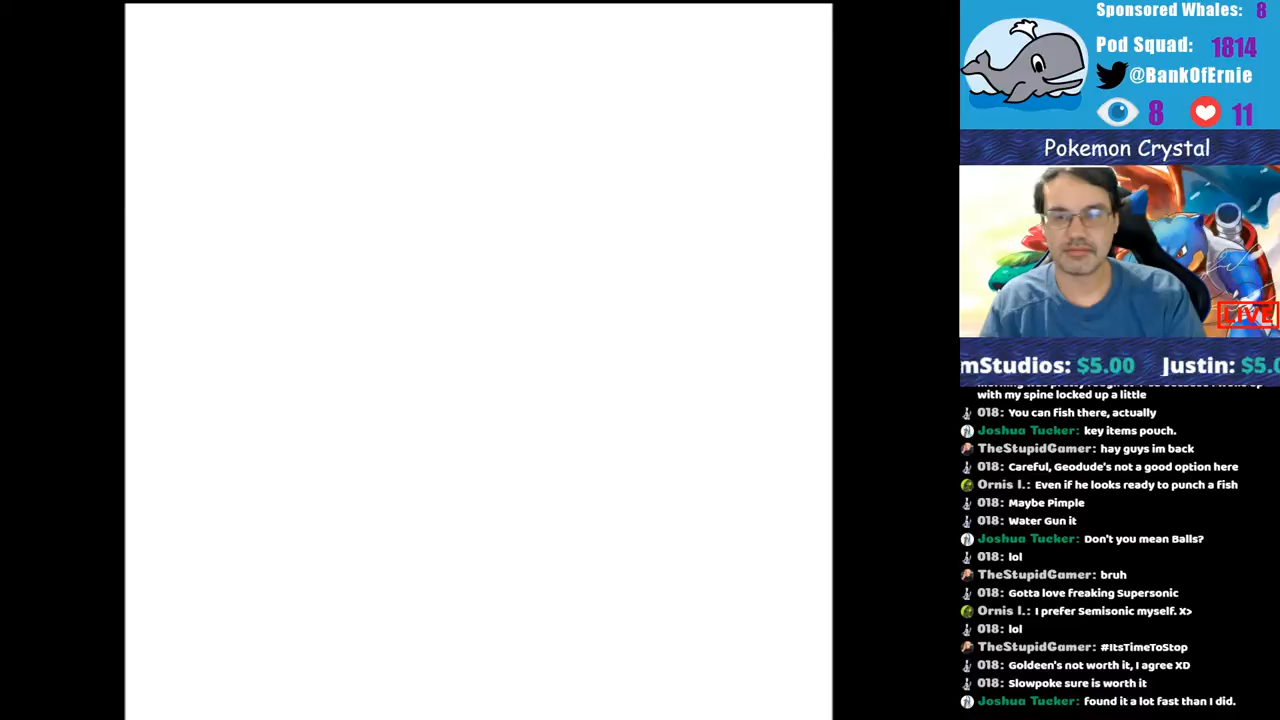 Sponsored Whales: 8
Pod Squad: 1814
@BankOfErnie
8 11
Pokemon Crystal
LIVE
mStudios: $5.00 Justin: $5.0
with my spine locked up a little
018: You can fish there, actually
Joshua Tucker: key items pouch.
TheStupidGamer: hay guys im back
018: Careful, Geodude's not a good option here
Ornis I.: Even if he looks ready to punch a fish
018: Maybe Pimple
018: Water Gun it
Joshua Tucker: Don't you mean Balls?
018: lol
TheStupidGamer: bruh
018: Gotta love freaking Supersonic
Ornis I.: I prefer Semisonic myself. X>
018: lol
TheStupidGamer: #ItsTimeToStop
018: Goldeen's not worth it, I agree XD
018: Slowpoke sure is worth it
Joshua Tucker: found it a lot fast than I did.